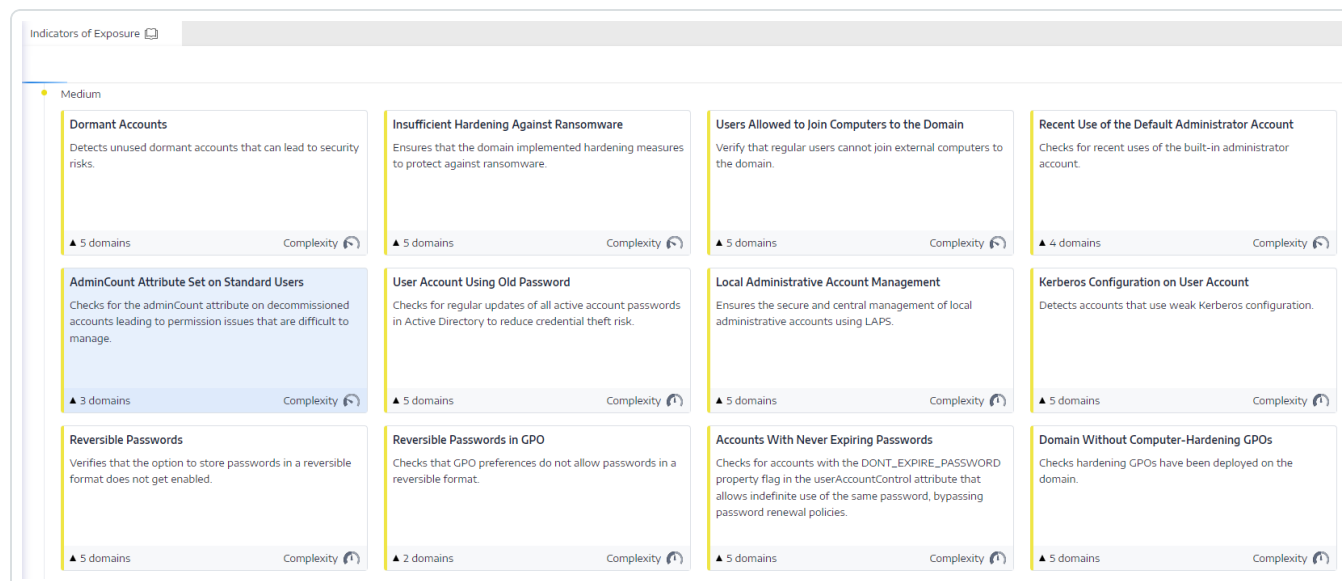 Indicators of Exposure
Medium
Dormant Accounts
Detects unused dormant accounts that can lead to security
risks.
5 domains
Complexity
Insufficient Hardening Against Ransomware
Ensures that the domain implemented hardening measures
to protect against ransomware.
5 domains
Complexity
Users Allowed to Join Computers to the Domain
Verify that regular users cannot join external computers to
the domain.
5 domains
Complexity
Recent Use of the Default Administrator Account
Checks for recent uses of the built-in administrator
account.
4 domains
Complexity
AdminCount Attribute Set on Standard Users
Checks for the adminCount attribute on decommissioned
accounts leading to permission issues that are difficult to
manage.
3 domains
Complexity
User Account Using Old Password
Checks for regular updates of all active account passwords
in Active Directory to reduce credential theft risk.
5 domains
Complexity
Local Administrative Account Management
Ensures the secure and central management of local
administrative accounts using LAPS.
5 domains
Complexity
Kerberos Configuration on User Account
Detects accounts that use weak Kerberos configuration.
5 domains
Complexity
Reversible Passwords
Verifies that the option to store passwords in a reversible
format does not get enabled.
5 domains
Complexity
Reversible Passwords in GPO
Checks that GPO preferences do not allow passwords in a
reversible format.
2 domains
Complexity
Accounts With Never Expiring Passwords
Checks for accounts with the DONT_EXPIRE_PASSWORD
property flag in the userAccountControl attribute that
allows indefinite use of the same password, bypassing
password renewal policies.
5 domains
Complexity
Domain Without Computer-Hardening GPOs
Checks hardening GPOs have been deployed on the
domain.
5 domains
Complexity